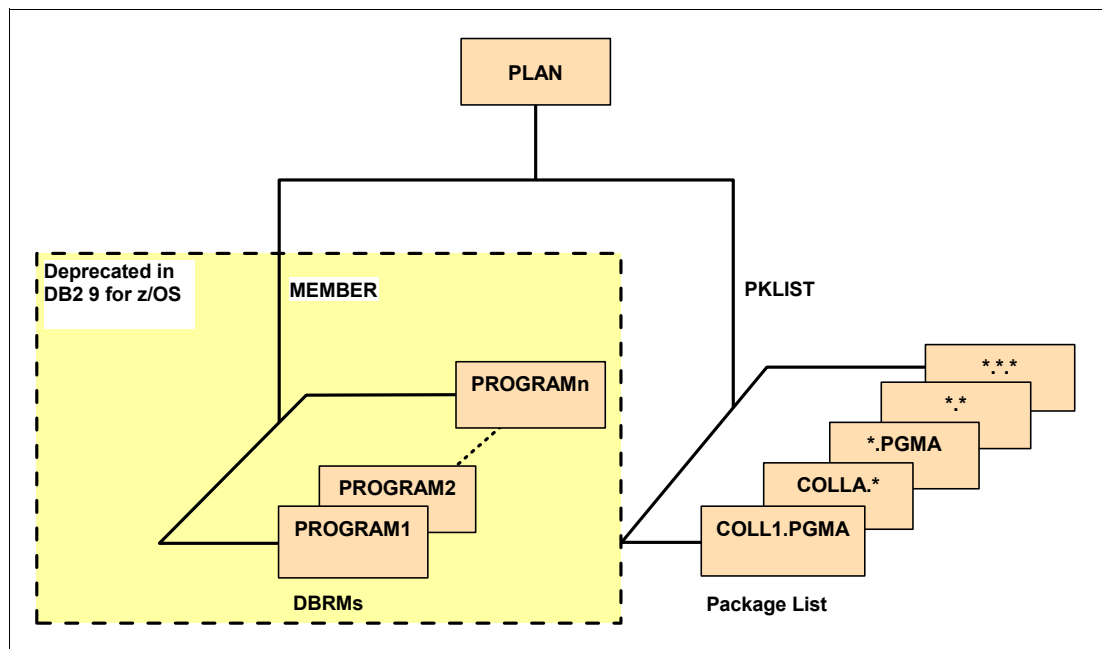 PLAN
Deprecated in
DB2 9 for z/OS
MEMBER
PKLIST
*.*.*
*.*
*.PGMA
COLLA.*
COLL1.PGMA
PROGRAMn
PROGRAM2
PROGRAM1
DBRMs
Package List